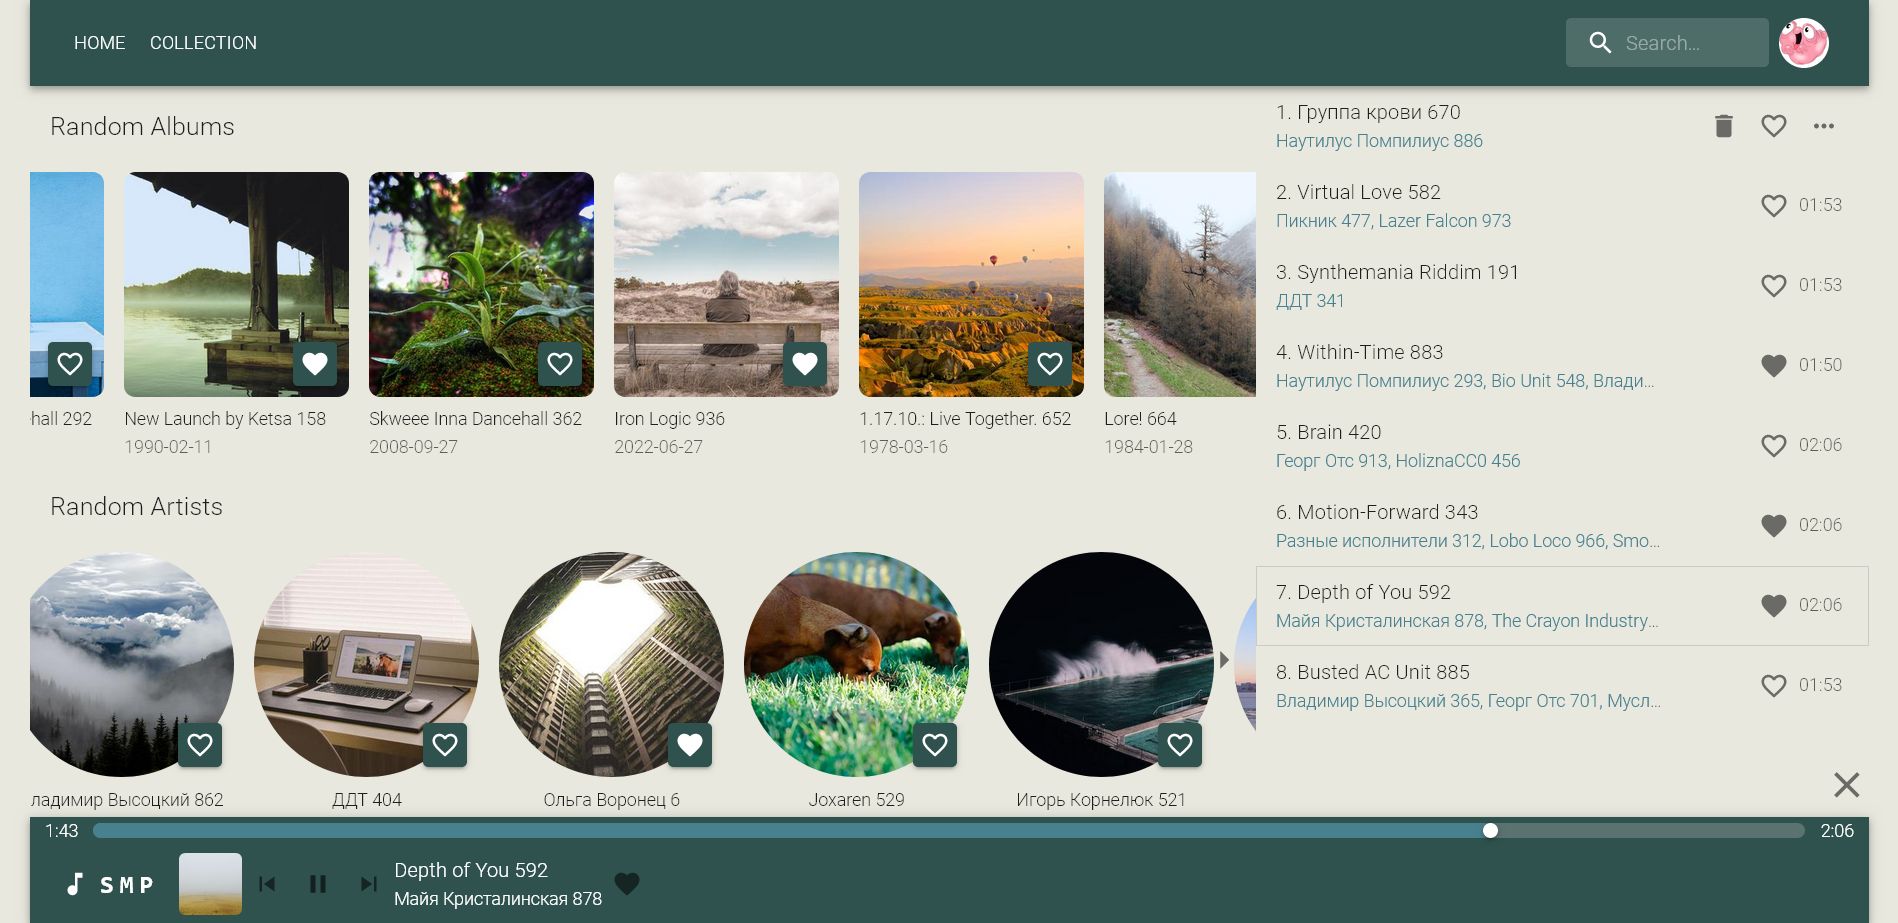 HOME COLLECTION
Search...
Random Albums
hall 292
New Launch by Ketsa 158
1990-02-11
Skweee Inna Dancehall 362
2008-09-27
Iron Logic 936
2022-06-27
1.17.10.: Live Together. 652
1978-03-16
Lore! 664
1984-01-28
Random Artists
ладимир Высоцкий 862
ДДТ 404
Ольга Воронец 6
Joxaren 529
Игорь Корнелюк 521
1. Группа крови 670
Наутилус Помпилиус 886
2. Virtual Love 582
Пикник 477, Lazer Falcon 973
01:53
3. Synthemania Riddim 191
ДДТ 341
01:53
4. Within-Time 883
Наутилус Помпилиус 293, Bio Unit 548, Влади...
01:50
5. Brain 420
Георг Отс 913, HoliznaCC0 456
02:06
6. Motion-Forward 343
Разные исполнители 312, Lobo Loco 966, Smo...
02:06
7. Depth of You 592
Майя Кристалинская 878, The Crayon Industry...
02:06
8. Busted AC Unit 885
Владимир Высоцкий 365, Георг Отс 701, Мусл...
01:53
1:43
2:06
SMP
Depth of You 592
Майя Кристалинская 878